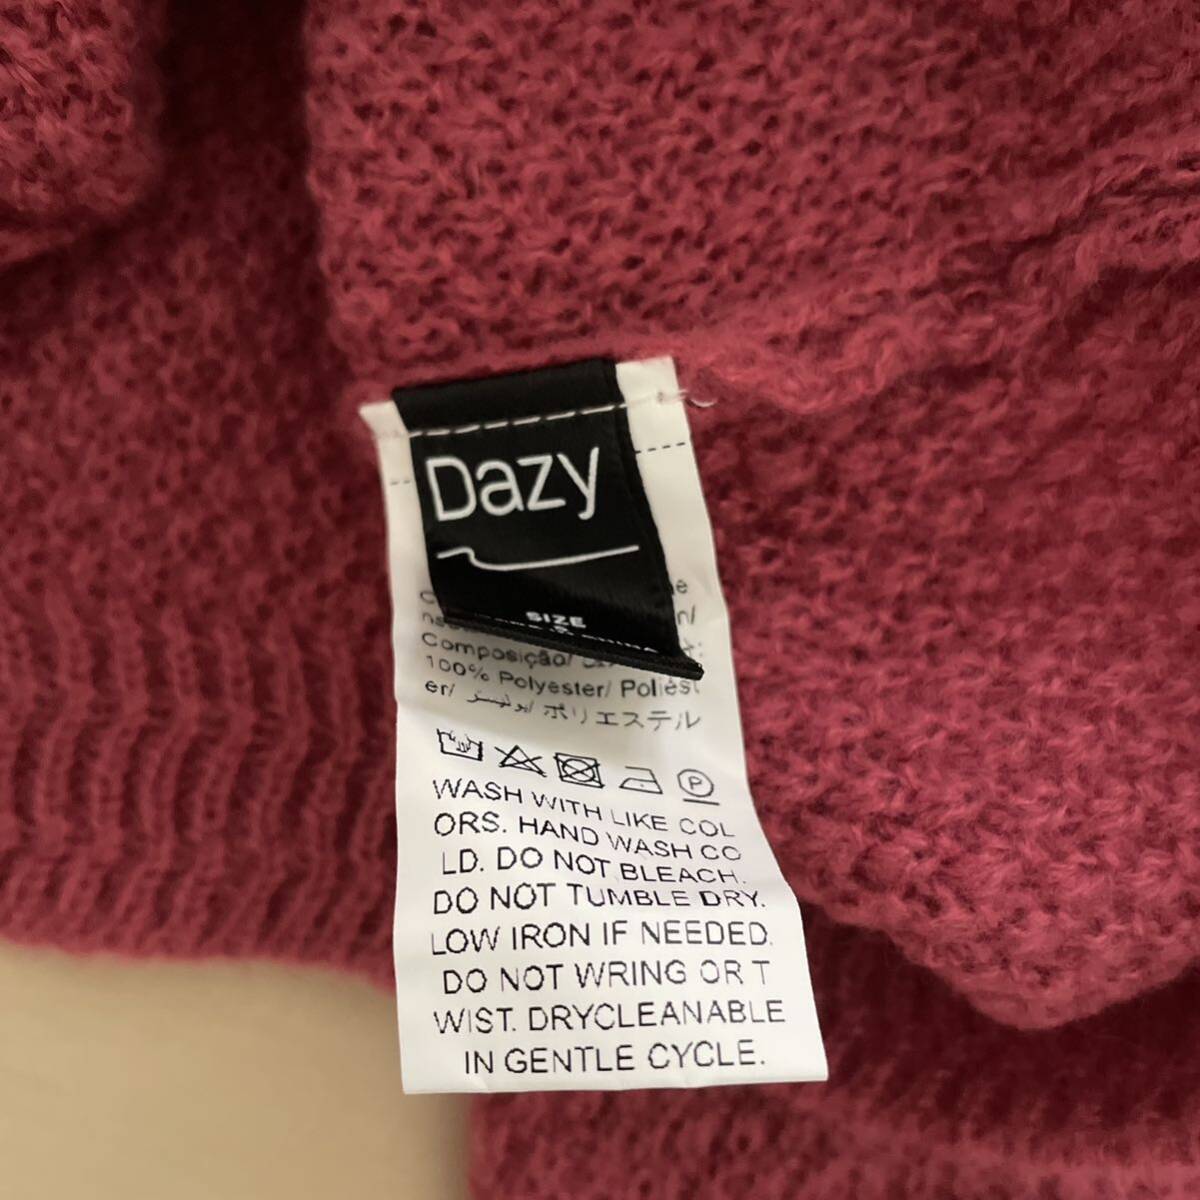 Dazy
SIZE
Composição/
100% Polyester/ Poliést
er/ بوليستر/ ポリエステル
P
WASH WITH LIKE COL
ORS. HAND WASH CO
LD. DO NOT BLEACH.
DO NOT TUMBLE DRY.
LOW IRON IF NEEDED.
DO NOT WRING OR T
WIST. DRYCLEANABLE
IN GENTLE CYCLE.